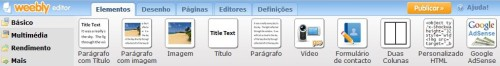 weebly editor
Elementos Desenho Páginas Editores Definições
Publicar Ajuda!
Básico
Multimédia
Rendimento
Mais
Title Text
Title Text
Parágrafo com Título
Parágrafo com imagem
Imagem
Título
Parágrafo
Vídeo
Formulário de contacto
Duas Colunas
Personalizado HTML
Google AdSense
Google AdSense